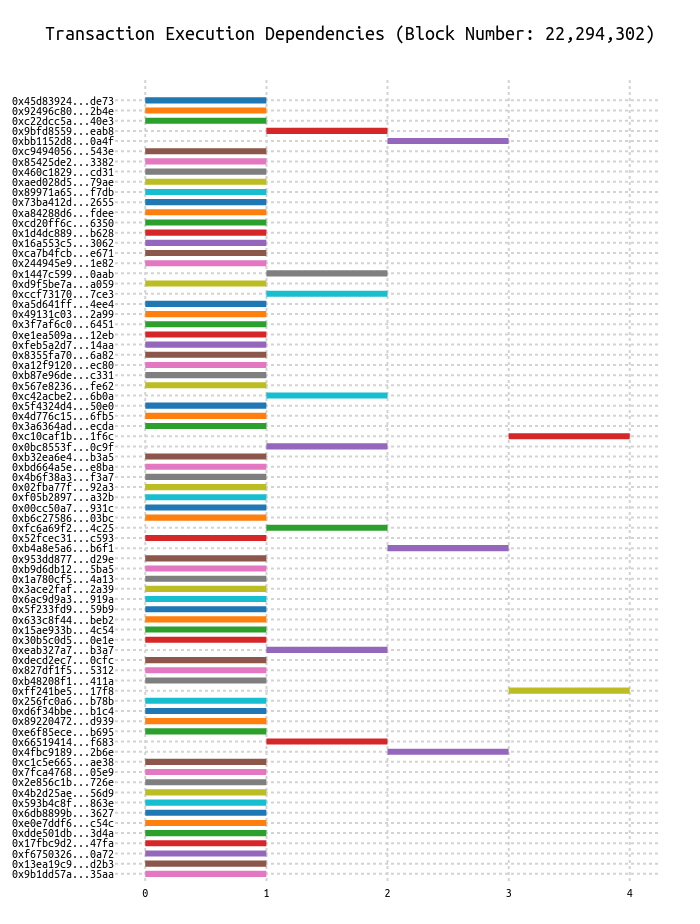 Transaction Execution Dependencies (Block Number: 22,294,302)
0x45d83924...de73
0x92496c80...2b4e
0xc22dcc5a...40e3
0x9bfd8559...eab8
0xbb1152d8...0a4f
0xc9494056...543e
0x85425de2...3382
0x460c1829...cd31
0xaed028d5...79ae
0x89971a65...f7db
0x73ba412d...2655
0xa84288d6...fdee
0xcd20ff6c...6350
0x1d4dc889...b628
0x16a553c5...3062
0xca7b4fcb...e671
0x244945e9...1e82
0x1447c599...0aab
0xd9f5be7a...a059
0xccf73170...7ce3
0xa5d641ff...4ee4
0x49131c03...2a99
0x3f7af6c0...6451
0xe1ea509a...12eb
0xfeb5a2d7...14aa
0x8355fa70...6a82
0xa12f9120...ec80
0xb87e96de...c331
0x567e8236...fe62
0xc42acbe2...6b0a
0x5f4324d4...50e0
0x4d776c15...6fb5
0x3a6364ad...ecda
0xc10caf1b...1f6c
0x0bc8553f...0c9f
0xb32ea6e4...b3a5
0xbd664a5e...e8ba
0x4b6f38a3...f3a7
0x02fba77f...92a3
0xf05b2897...a32b
0x00cc50a7...931c
0xb6c27586...03bc
0xfc6a69f2...4c25
0x52fcec31...c593
0xb4a8e5a6...b6f1
0x953dd877...d29e
0xb9d6db12...5ba5
0x1a780cf5...4a13
0x3ace2faf...2a39
0x6ac9d9a3...919a
0x5f233fd9...59b9
0x633c8f44...beb2
0x15ae933b...4c54
0x30b5c0d5...0e1e
0xeab327a7...b3a7
0xdecd2ec7...0cfc
0x827df1f5...5312
0xb48208f1...411a
0xff241be5...17f8
0x256fc0a6...b78b
0xd6f34bbe...b1c4
0x89220472...d939
0xe6f85ece...b695
0x66519414...f683
0x4fbc9189...2b6e
0xc1c5e665...ae38
0x7fca4768...05e9
0x2e856c1b...726e
0x4b2d25ae...56d9
0x593b4c8f...863e
0x6db8899b...3627
0xe0e7ddf6...c54c
0xdde501db...3d4a
0x17fbc9d2...47fa
0xf6750326...0a72
0x13ea19c9...d2b3
0x9b1dd57a...35aa
0 1 2 3 4